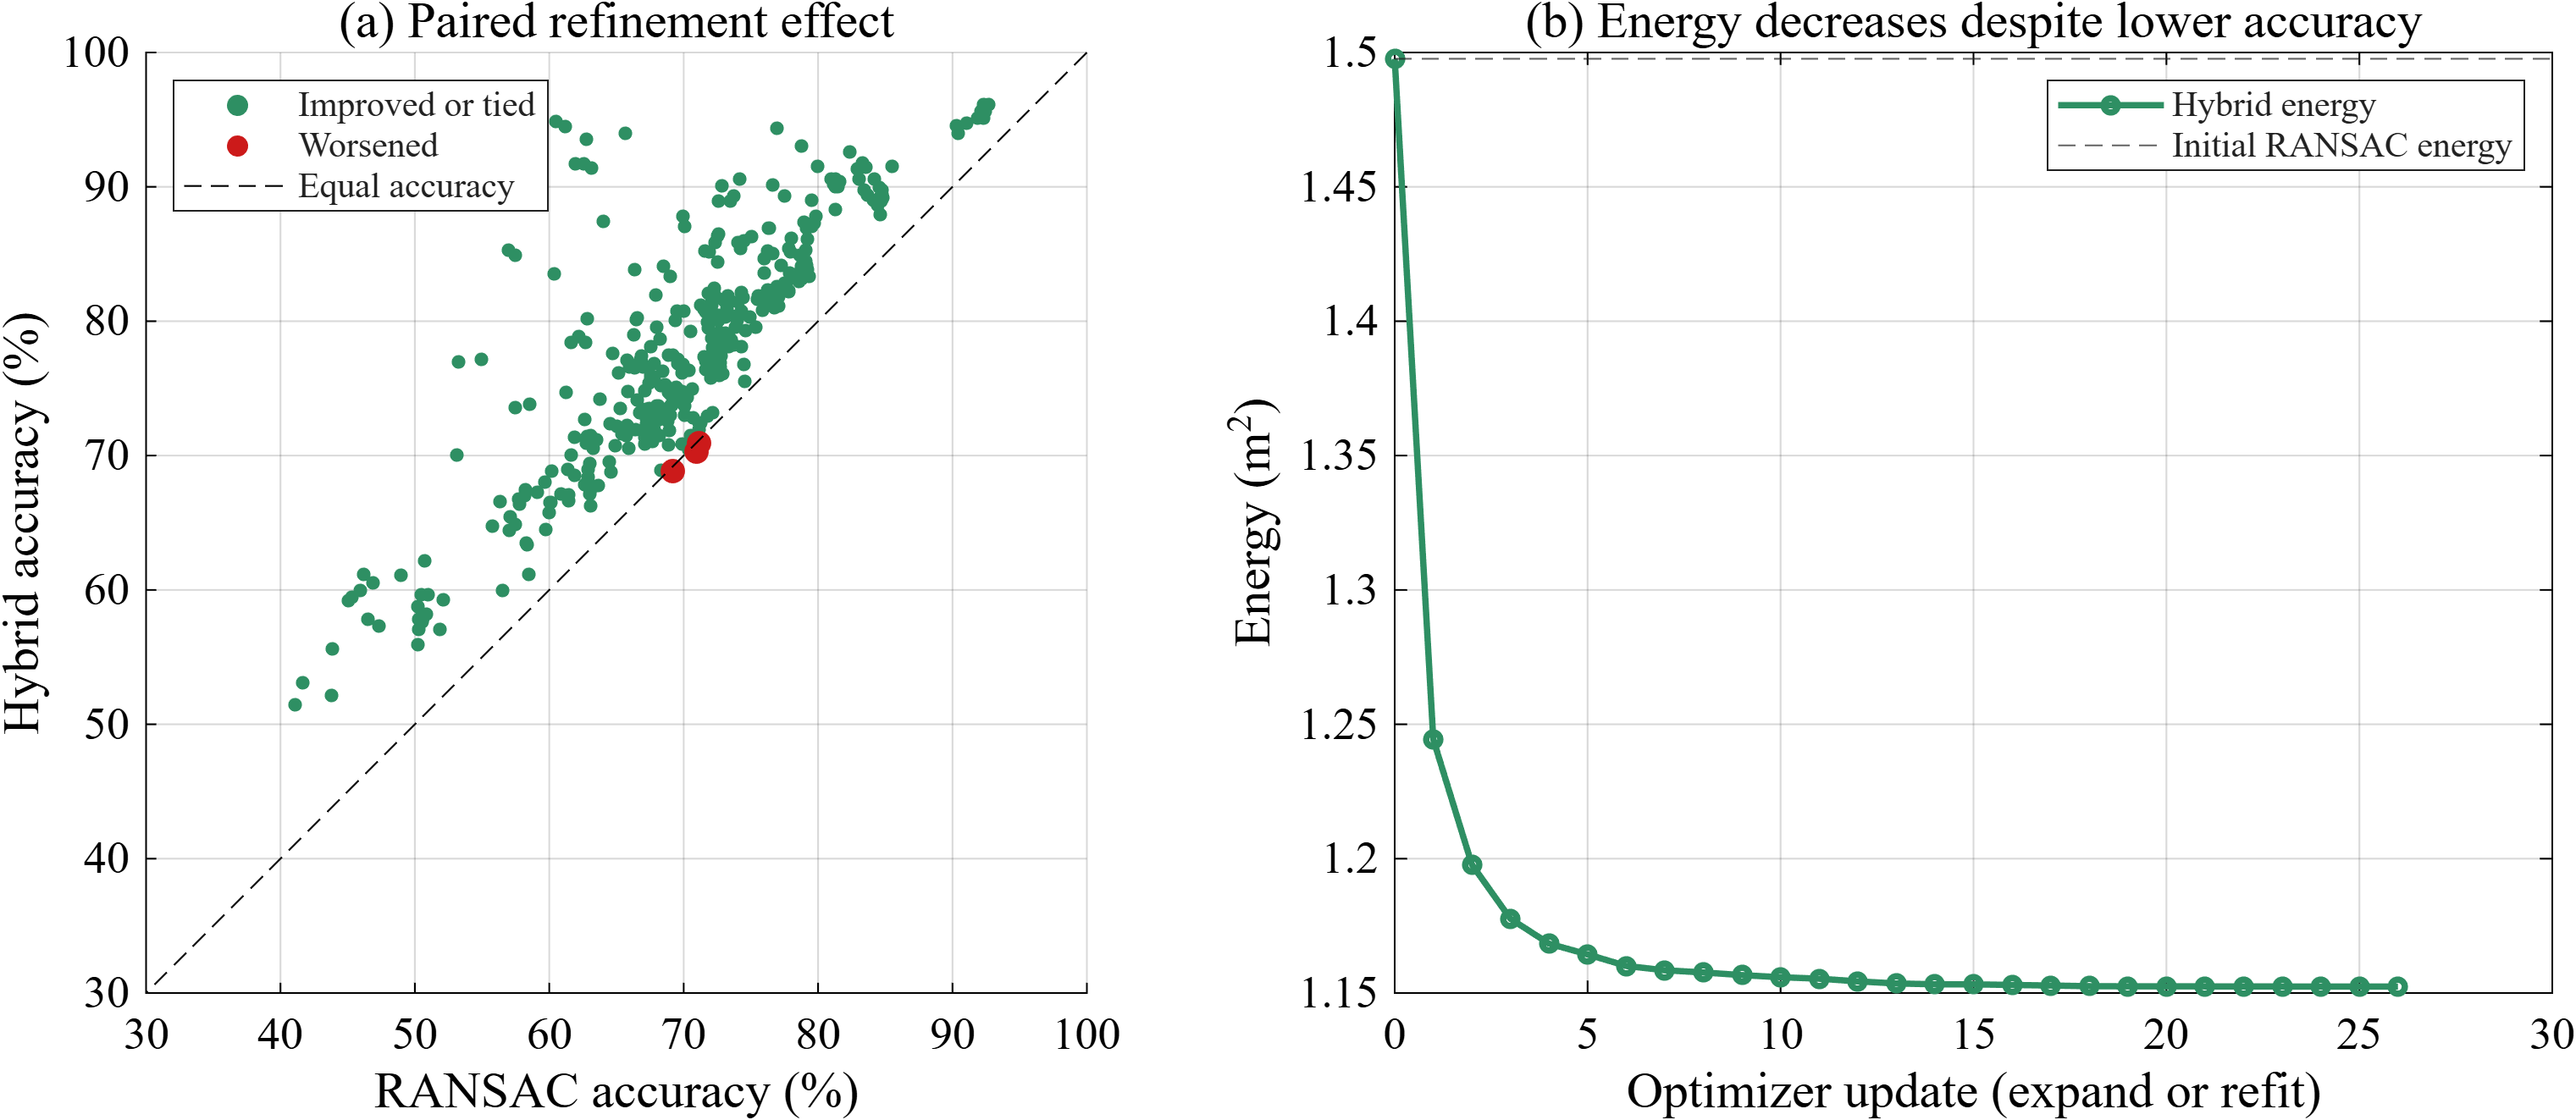 (a) Paired refinement effect
100
90
80
70
60
50
40
30
30 40 50 60 70 80 90 100
Hybrid accuracy (%)
RANSAC accuracy (%)
Improved or tied
Worsened
Equal accuracy
(b) Energy decreases despite lower accuracy
1.5
1.45
1.4
1.35
1.3
1.25
1.2
1.15
0 5 10 15 20 25 30
Energy (m²)
Optimizer update (expand or refit)
Hybrid energy
Initial RANSAC energy